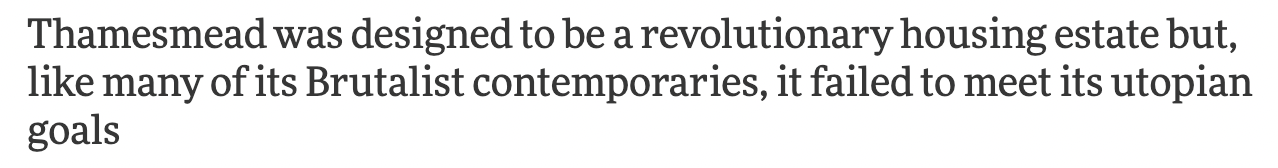 Thamesmead was designed to be a revolutionary housing estate but,
like many of its Brutalist contemporaries, it failed to meet its utopian
goals